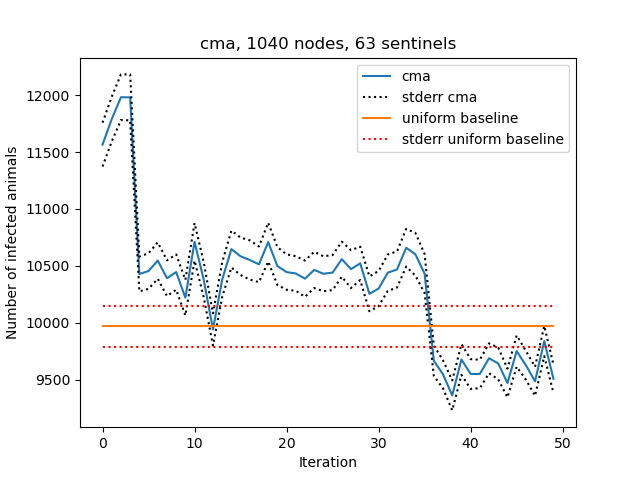 cma, 1040 nodes, 63 sentinels
cma
stderr cma
uniform baseline
stderr uniform baseline
12000
11500
11000
10500
10000
9500
Number of infected animals
0 10 20 30 40 50
Iteration